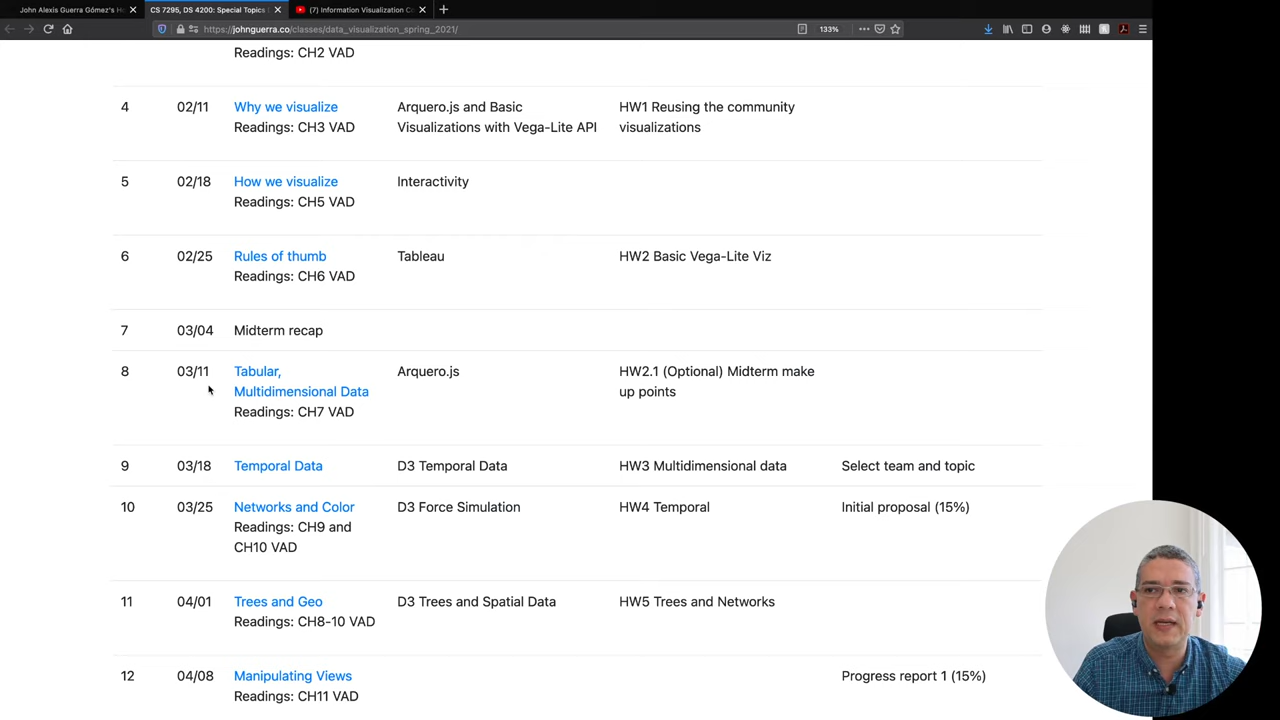 John Alexis Guerra Gómez's H
CS 7295, DS 4200: Special Topics
(7) Information Visualization Co
https://johnguerra.co/classes/data_visualization_spring_2021/
133%
Readings: CH2 VAD
4 02/11 Why we visualize Arquero.js and Basic HW1 Reusing the community
Readings: CH3 VAD Visualizations with Vega-Lite API visualizations
5 02/18 How we visualize Interactivity
Readings: CH5 VAD
6 02/25 Rules of thumb Tableau HW2 Basic Vega-Lite Viz
Readings: CH6 VAD
7 03/04 Midterm recap
8 03/11 Tabular, Arquero.js HW2.1 (Optional) Midterm make
Multidimensional Data up points
Readings: CH7 VAD
9 03/18 Temporal Data D3 Temporal Data HW3 Multidimensional data Select team and topic
10 03/25 Networks and Color D3 Force Simulation HW4 Temporal Initial proposal (15%)
Readings: CH9 and
CH10 VAD
11 04/01 Trees and Geo D3 Trees and Spatial Data HW5 Trees and Networks
Readings: CH8-10 VAD
12 04/08 Manipulating Views Progress report 1 (15%)
Readings: CH11 VAD